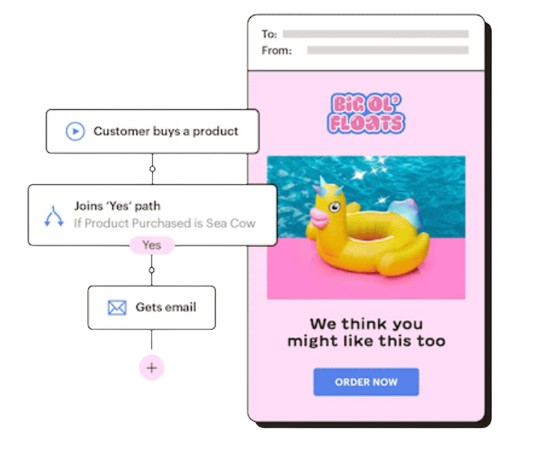 To:
From:
BIG OL'
FLOATS
Customer buys a product
Joins 'Yes' path
If Product Purchased is Sea Cow
Yes
Gets email
+
We think you
might like this too
ORDER NOW